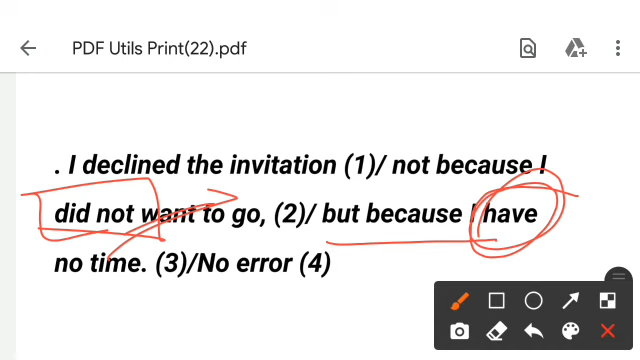 PDF Utils Print(22).pdf
. I declined the invitation (1)/ not because I
did not want to go, (2)/ but because I have
no time. (3)/No error (4)